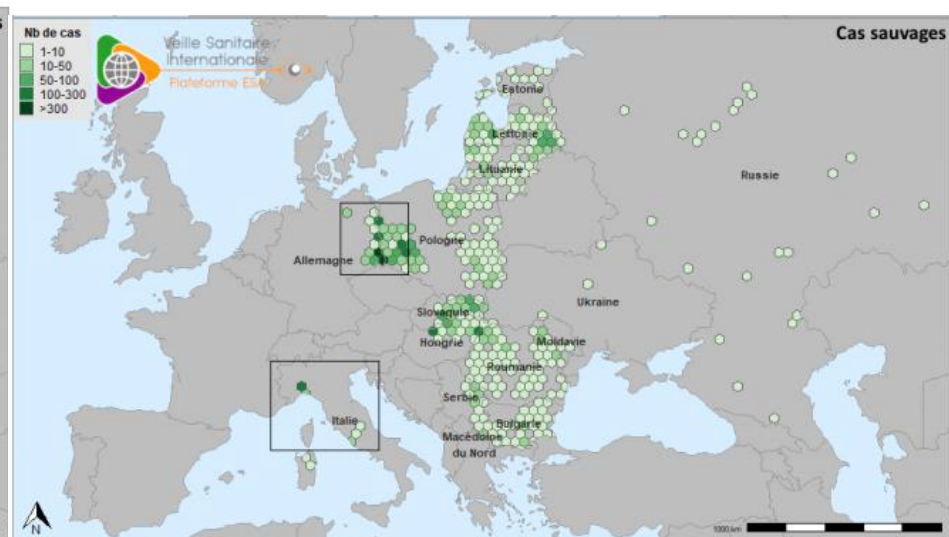 s
Cas sauvages
Nb de cas
1-10
10-50
50-100
100-300
>300
Veille Sanitaire
Internationale
Plateforme ESA
Estonie
Lettonie
Lituanie
Russie
Pologne
Allemagne
Ukraine
Slovaquie
Hongrie
Moldavie
Roumanie
Serbie
Italie
Bulgarie
Macédoine
du Nord
N
1000 km